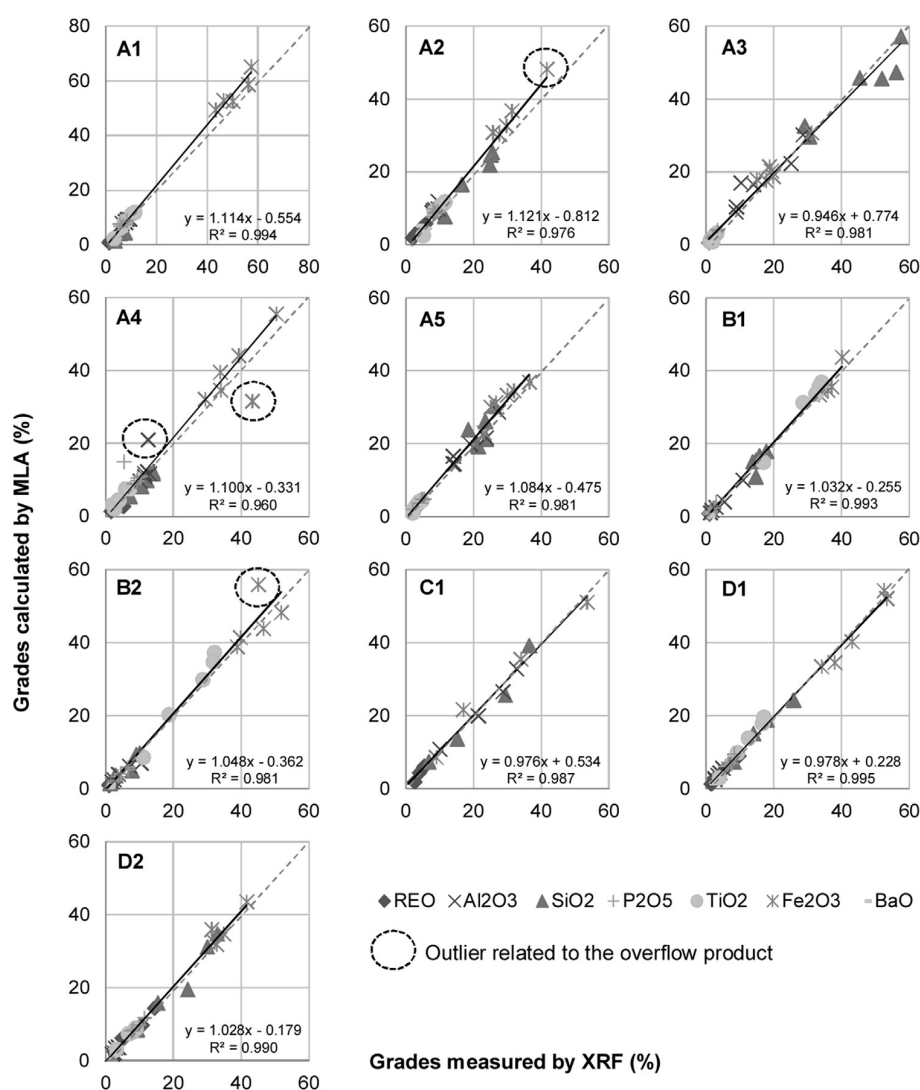 A1
80
60
40
20
0
0 20 40 60 80
y = 1.114x - 0.554
R² = 0.994
A2
60
40
20
0
0 20 40 60
y = 1.121x - 0.812
R² = 0.976
A3
60
40
20
0
0 20 40 60
y = 0.946x + 0.774
R² = 0.981
A4
60
40
20
0
0 20 40 60
y = 1.100x - 0.331
R² = 0.960
A5
60
40
20
0
0 20 40 60
y = 1.084x - 0.475
R² = 0.981
B1
60
40
20
0
0 20 40 60
y = 1.032x - 0.255
R² = 0.993
Grades calculated by MLA (%)
B2
60
40
20
0
0 20 40 60
y = 1.048x - 0.362
R² = 0.981
C1
60
40
20
0
0 20 40 60
y = 0.976x + 0.534
R² = 0.987
D1
60
40
20
0
0 20 40 60
y = 0.978x + 0.228
R² = 0.995
D2
60
40
20
0
0 20 40 60
y = 1.028x - 0.179
R² = 0.990
REO Al2O3 SiO2 P2O5 TiO2 Fe2O3 BaO
Outlier related to the overflow product
Grades measured by XRF (%)